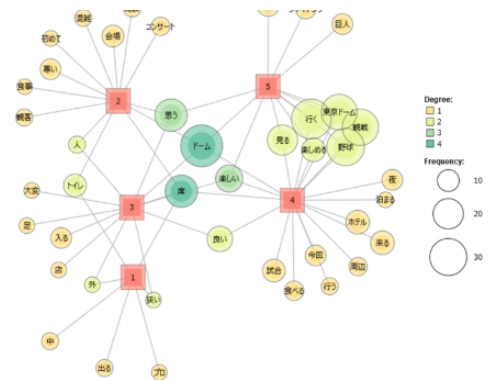 混雑
初めて
会場
コンサート
巨人
寒い
食事
観客
2
5
思う
行く
東京ドーム
観戦
人
ドーム
見る
楽しめる
野球
トイレ
席
楽しい
夜
大変
3
4
泊まる
足
入る
良い
ホテル
来る
店
1
外
狭い
試合
今回
周辺
食べる
行う
中
出る
プロ
Degree:
1
2
3
4
Frequency:
10
20
30